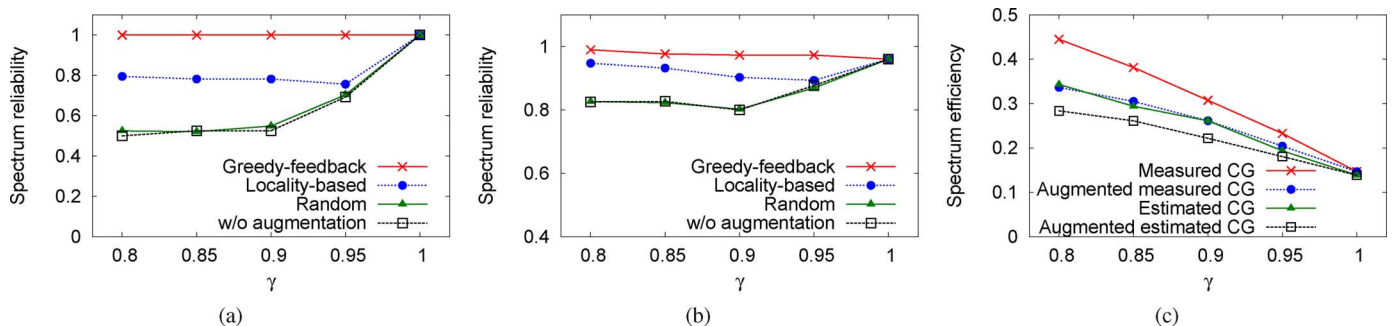 Spectrum reliability
1
0.8
0.6
0.4
0.2
0
Greedy-feedback
Locality-based
Random
w/o augmentation
0.8 0.85 0.9 0.95 1
γ
(a)
Spectrum reliability
1
0.8
0.6
0.4
Greedy-feedback
Locality-based
Random
w/o augmentation
0.8 0.85 0.9 0.95 1
γ
(b)
Spectrum efficiency
0.5
0.4
0.3
0.2
0.1
0
Measured CG
Augmented measured CG
Estimated CG
Augmented estimated CG
0.8 0.85 0.9 0.95 1
γ
(c)